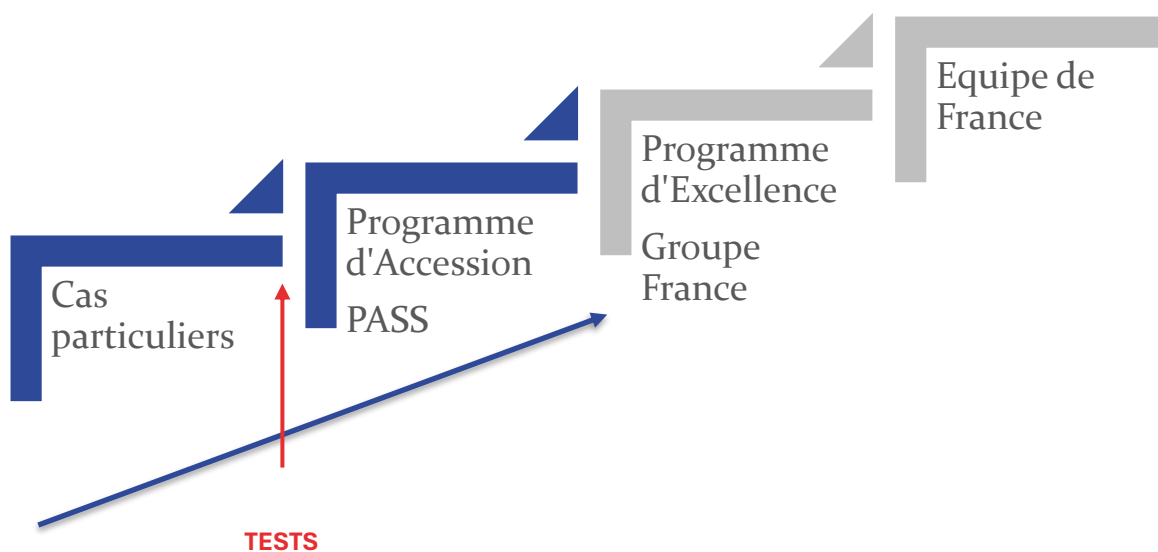 Cas
particuliers
Programme
d'Accession
PASS
Programme
d'Excellence
Groupe
France
Equipe de
France
TESTS